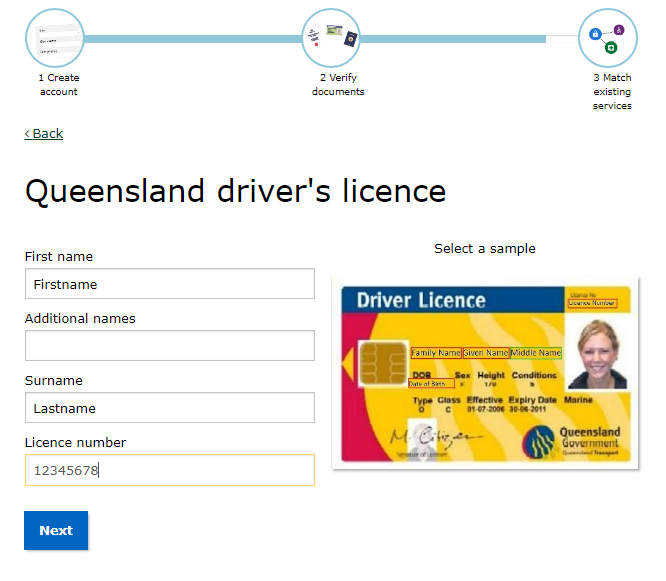 1 Create
account
2 Verify
documents
3 Match
existing
services
‹ Back
Queensland driver's licence
First name
Firstname
Additional names
Surname
Lastname
Licence number
12345678
Next
Select a sample
Driver Licence
Licence No
Licence Number
Family Name Given Name Middle Name
DOB Sex Height Conditions
Date of Birth F 170 S
Type Class Effective Expiry Date Marine
O C 01-07-2006 30-06-2011
M. Citizen
Signature of Licensee
Queensland
Government
Queensland Transport